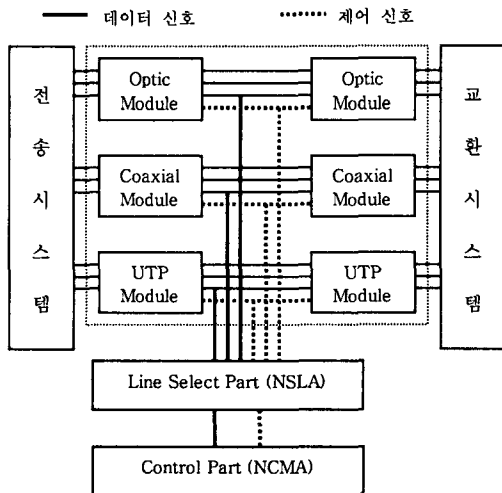 데이터 신호
제어 신호
전송시스템
Optic
Module
Optic
Module
Coaxial
Module
Coaxial
Module
UTP
Module
UTP
Module
교환시스템
Line Select Part (NSLA)
Control Part (NCMA)